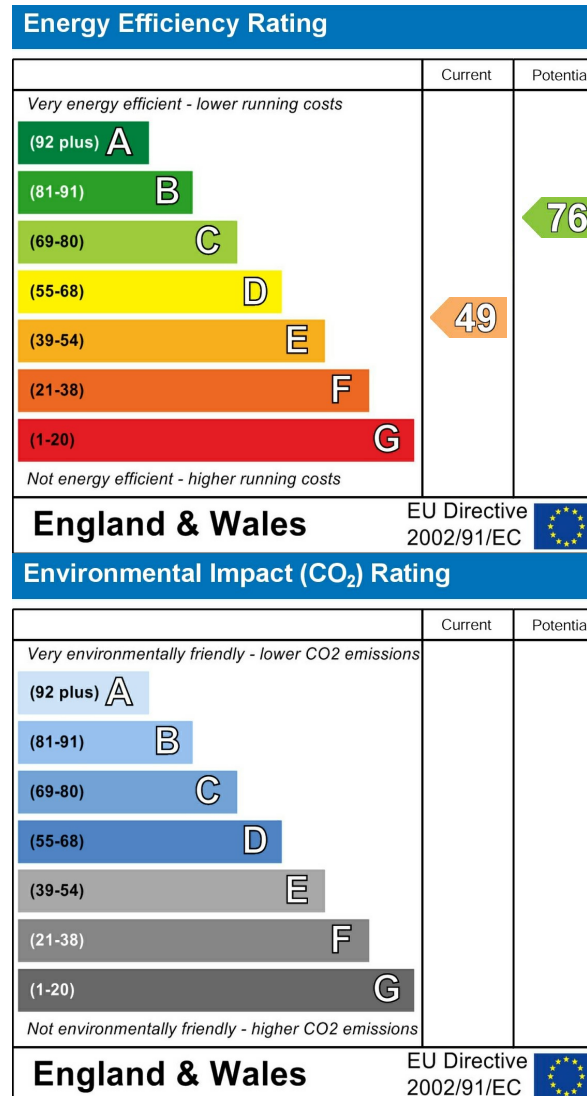 Energy Efficiency Rating
Current Potentia
Very energy efficient - lower running costs
(92 plus) A
(81-91) B
(69-80) C
76
(55-68) D
49
(39-54) E
(21-38) F
(1-20) G
Not energy efficient - higher running costs
England & Wales
EU Directive
2002/91/EC
Environmental Impact (CO₂) Rating
Current Potentia
Very environmentally friendly - lower CO2 emissions
(92 plus) A
(81-91) B
(69-80) C
(55-68) D
(39-54) E
(21-38) F
(1-20) G
Not environmentally friendly - higher CO2 emissions
England & Wales
EU Directive
2002/91/EC